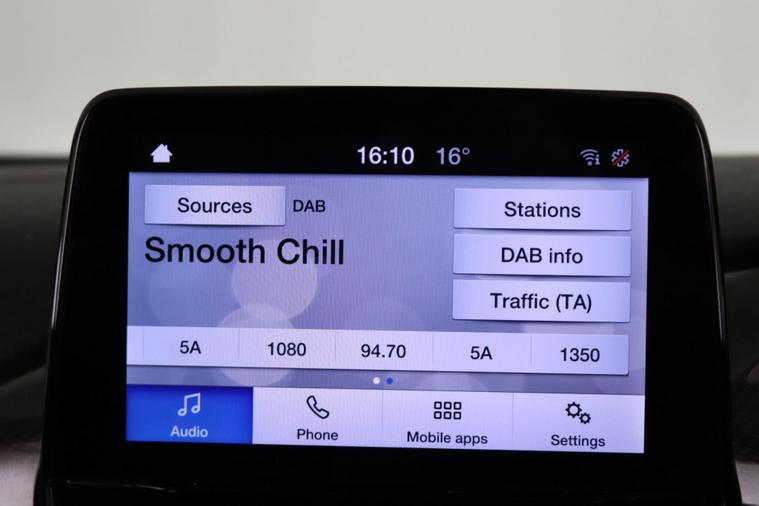 16:10 16°
Sources DAB
Stations
Smooth Chill
DAB info
Traffic (TA)
5A 1080 94.70 5A 1350
Audio Phone Mobile apps Settings